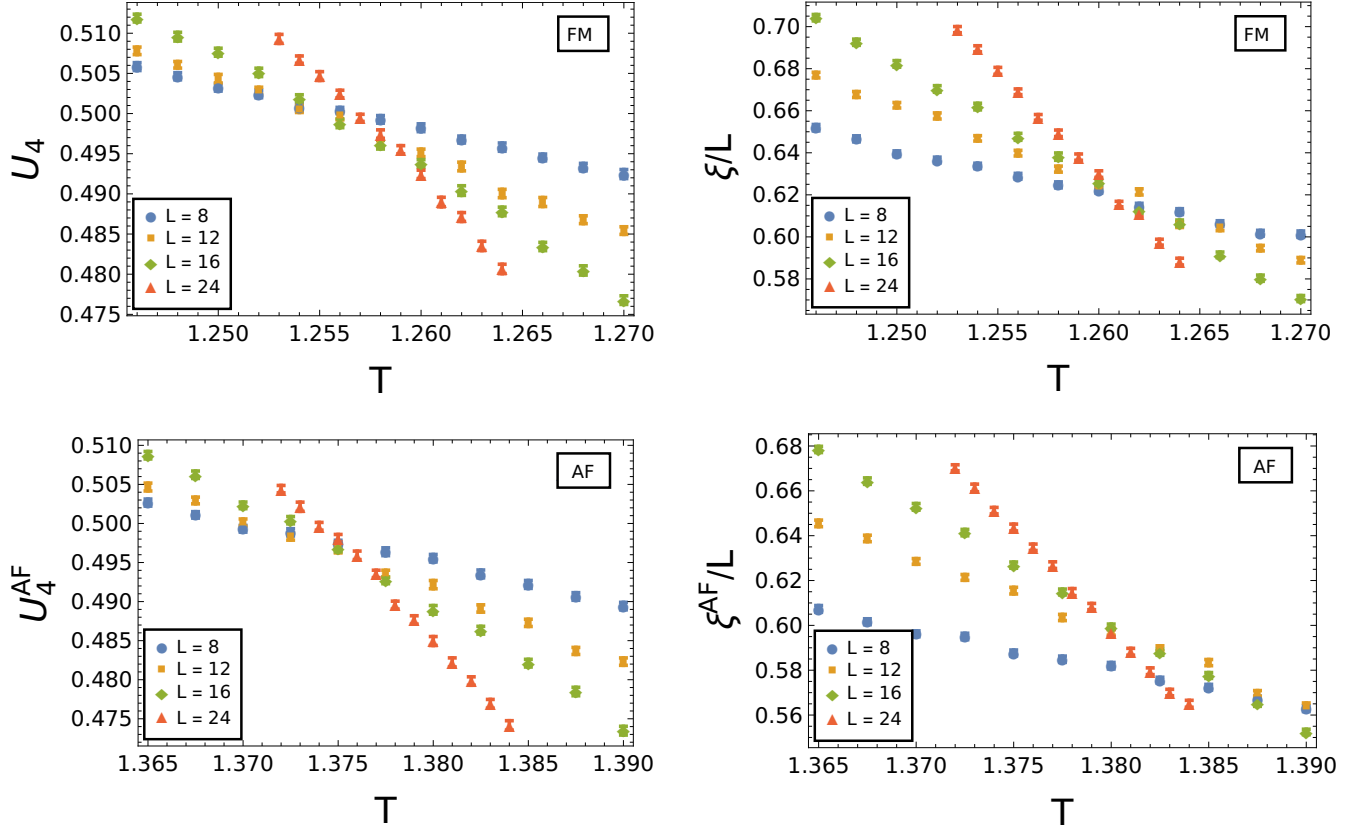 U4
0.510
0.505
0.500
0.495
0.490
0.485
0.480
0.475
FM
L = 8
L = 12
L = 16
L = 24
1.250 1.255 1.260 1.265 1.270
T
ξ/L
0.70
0.68
0.66
0.64
0.62
0.60
0.58
FM
L = 8
L = 12
L = 16
L = 24
1.250 1.255 1.260 1.265 1.270
T
U4^AF
0.510
0.505
0.500
0.495
0.490
0.485
0.480
0.475
AF
L = 8
L = 12
L = 16
L = 24
1.365 1.370 1.375 1.380 1.385 1.390
T
ξ^AF/L
0.68
0.66
0.64
0.62
0.60
0.58
0.56
AF
L = 8
L = 12
L = 16
L = 24
1.365 1.370 1.375 1.380 1.385 1.390
T